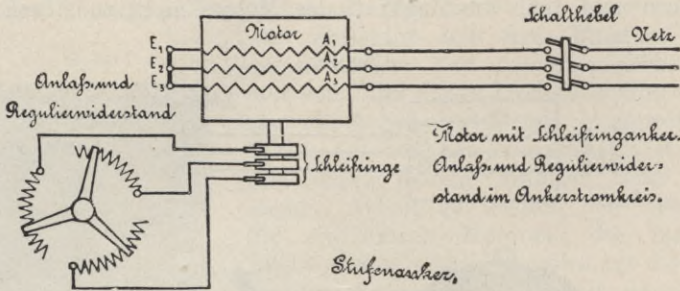 Schalthebel
Motor
Netz
E₁ A₁
E₂ A₂
E₃ A₃
Anlaß- und
Regulierwiderstand
Schleifringe
Motor mit Schleifringanker.
Anlaß- und Regulierwider-
stand im Ankerstromkreis.
Stufenanker.